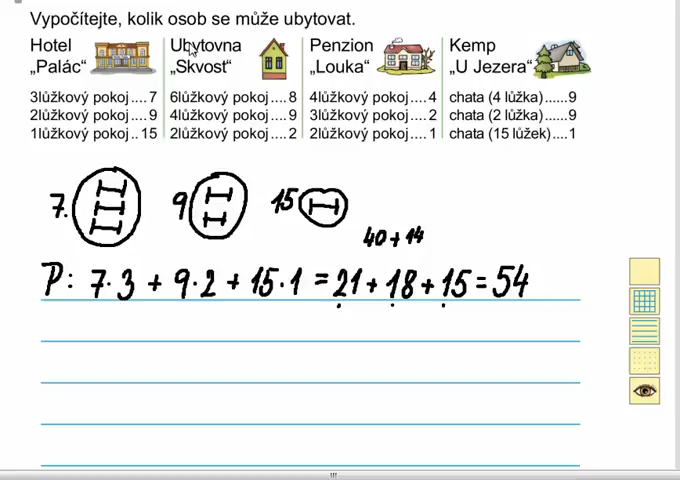 Vypočítejte, kolik osob se může ubytovat.
Hotel
„Palác“
3lůžkový pokoj....7
2lůžkový pokoj....9
1lůžkový pokoj..15
Ubytovna
„Skvost“
6lůžkový pokoj....8
4lůžkový pokoj....9
2lůžkový pokoj....2
Penzion
„Louka“
4lůžkový pokoj....4
3lůžkový pokoj....2
2lůžkový pokoj....1
Kemp
„U Jezera“
chata (4 lůžka)......9
chata (2 lůžka)......9
chata (15 lůžek)....1
7.
9
15
40+14
P: 7·3 + 9·2 + 15·1 = 21+18+15=54